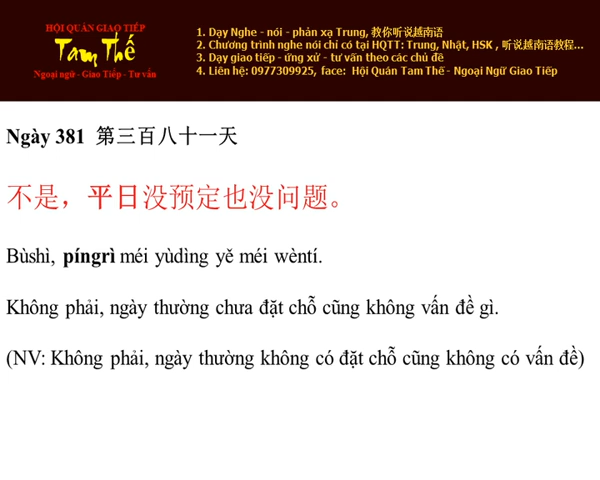 HỘI QUÁN GIAO TIẾP
Tam Thế
Ngoại ngữ - Giao Tiếp - Tư vấn
1. Dạy Nghe - nói - phản xạ Trung, 教你听说越南语
2. Chương trình nghe nói chỉ có tại HQTT: Trung, Nhật, HSK , 听说越南语教程...
3. Dạy giao tiếp - ứng xử - tư vấn theo các chủ đề
4. Liên hệ: 0977309925, face: Hội Quán Tam Thế - Ngoại Ngữ Giao Tiếp
Ngày 381 第三百八十一天
不是，平日没预定也没问题。
Bùshì, píngrì méi yùdìng yě méi wèntí.
Không phải, ngày thường chưa đặt chỗ cũng không vấn đề gì.
(NV: Không phải, ngày thường không có đặt chỗ cũng không có vấn đề)